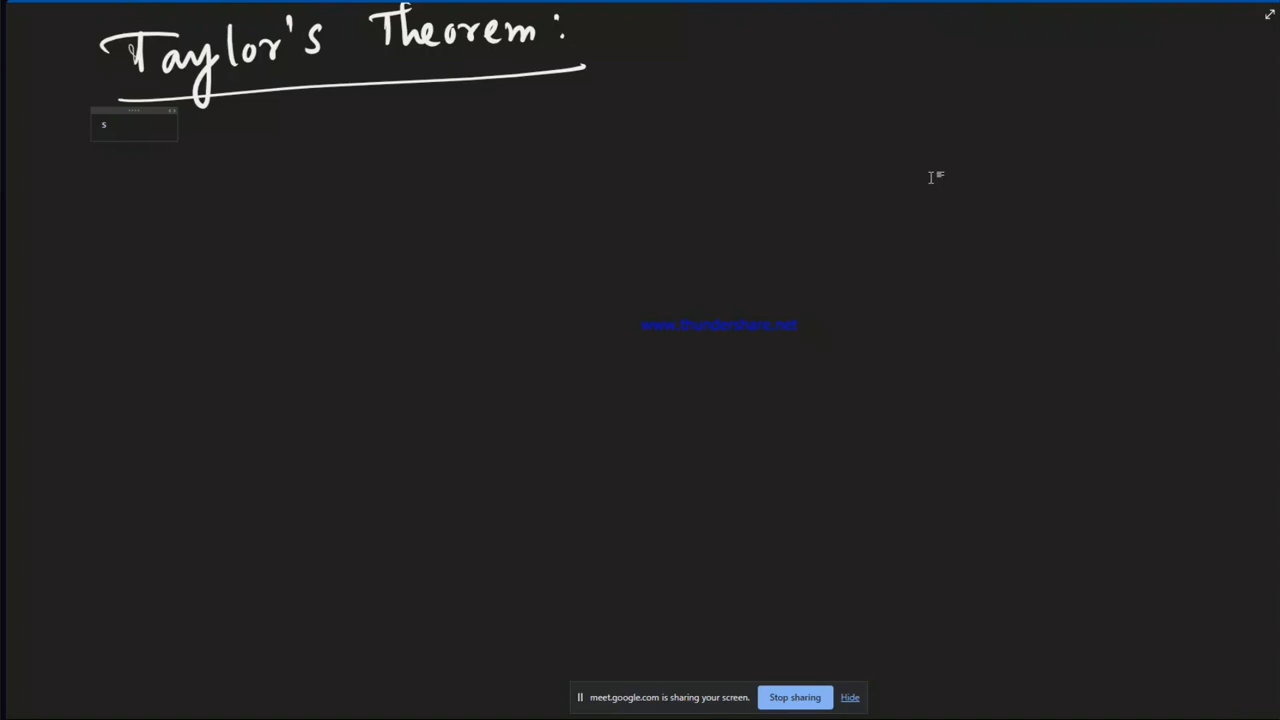 Taylor's Theorem:
s
www.thundershare.net
meet.google.com is sharing your screen. Stop sharing Hide